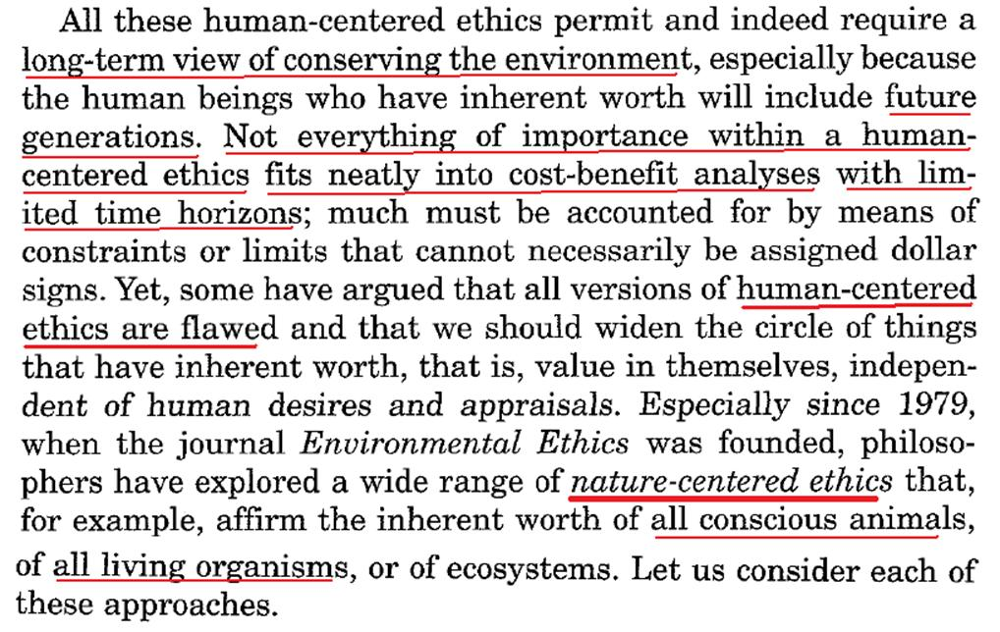 All these human-centered ethics permit and indeed require a
long-term view of conserving the environment, especially because
the human beings who have inherent worth will include future
generations. Not everything of importance within a human-
centered ethics fits neatly into cost-benefit analyses with lim-
ited time horizons; much must be accounted for by means of
constraints or limits that cannot necessarily be assigned dollar
signs. Yet, some have argued that all versions of human-centered
ethics are flawed and that we should widen the circle of things
that have inherent worth, that is, value in themselves, indepen-
dent of human desires and appraisals. Especially since 1979,
when the journal Environmental Ethics was founded, philoso-
phers have explored a wide range of nature-centered ethics that,
for example, affirm the inherent worth of all conscious animals,
of all living organisms, or of ecosystems. Let us consider each of
these approaches.